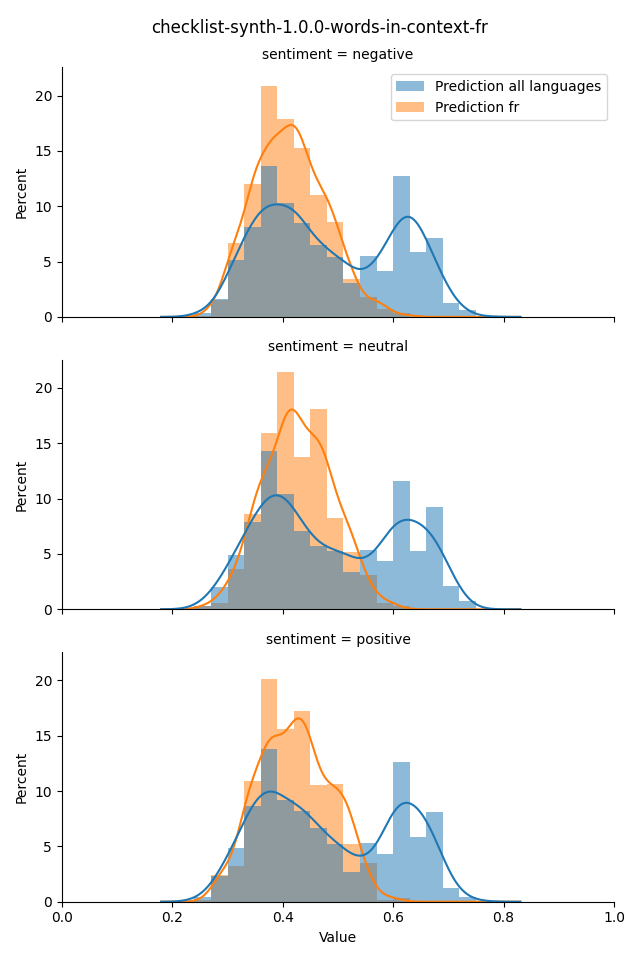 checklist-synth-1.0.0-words-in-context-fr
sentiment = negative
Prediction all languages
Prediction fr
20
15
10
5
0
Percent
sentiment = neutral
20
15
10
5
0
Percent
sentiment = positive
20
15
10
5
0
Percent
0.0 0.2 0.4 0.6 0.8 1.0
Value